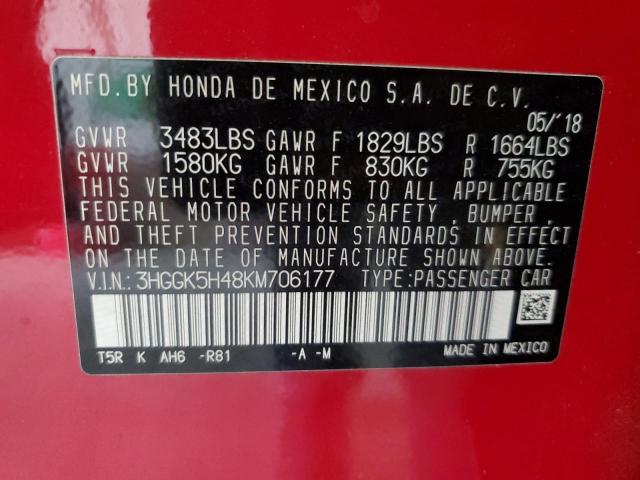 MFD.BY HONDA DE MEXICO S.A. DE C.V.
05/'18
GVWR 3483LBS GAWR F 1829LBS R 1664LBS
GVWR 1580KG GAWR F 830KG R 755KG
THIS VEHICLE CONFORMS TO ALL APPLICABLE
FEDERAL MOTOR VEHICLE SAFETY , BUMPER ,
AND THEFT PREVENTION STANDARDS IN EFFECT
ON THE DATE OF MANUFACTURE SHOWN ABOVE.
V.I.N.: 3HGGK5H48KM706177 TYPE:PASSENGER CAR
T5R K AH6 -R81 -A -M MADE IN MEXICO